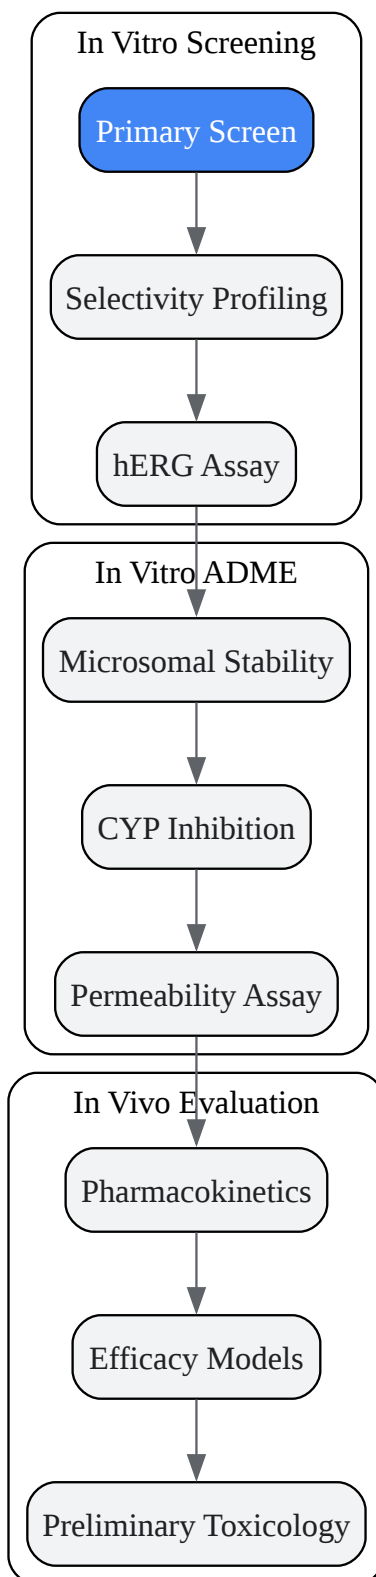 In Vitro Screening
Primary Screen
Selectivity Profiling
hERG Assay
In Vitro ADME
Microsomal Stability
CYP Inhibition
Permeability Assay
In Vivo Evaluation
Pharmacokinetics
Efficacy Models
Preliminary Toxicology